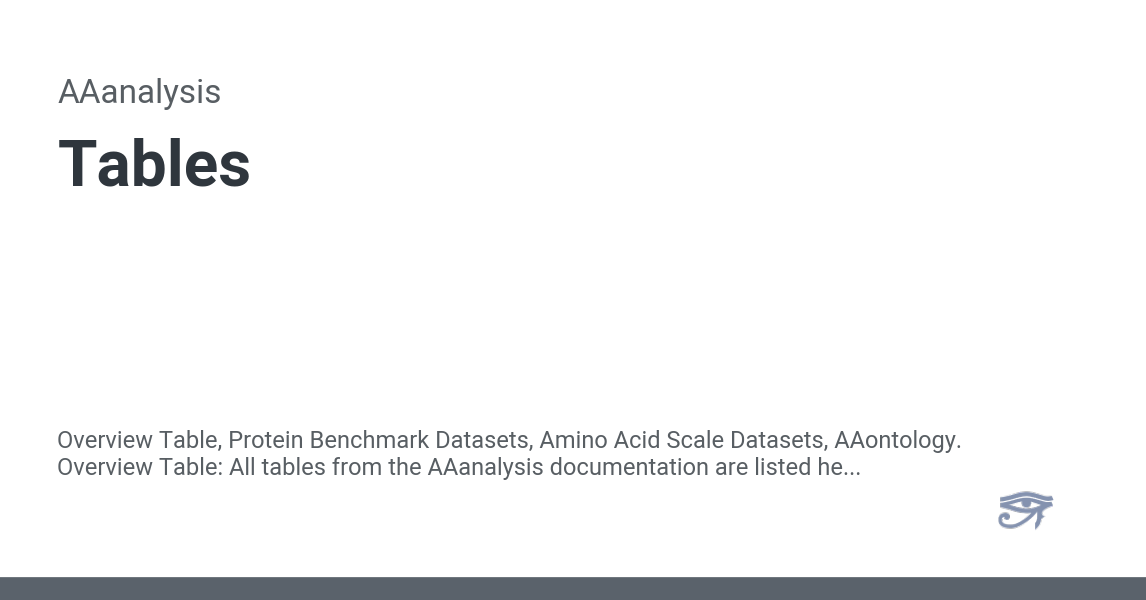 AAanalysis
Tables
Overview Table, Protein Benchmark Datasets, Amino Acid Scale Datasets, AAontology.
Overview Table: All tables from the AAanalysis documentation are listed he...